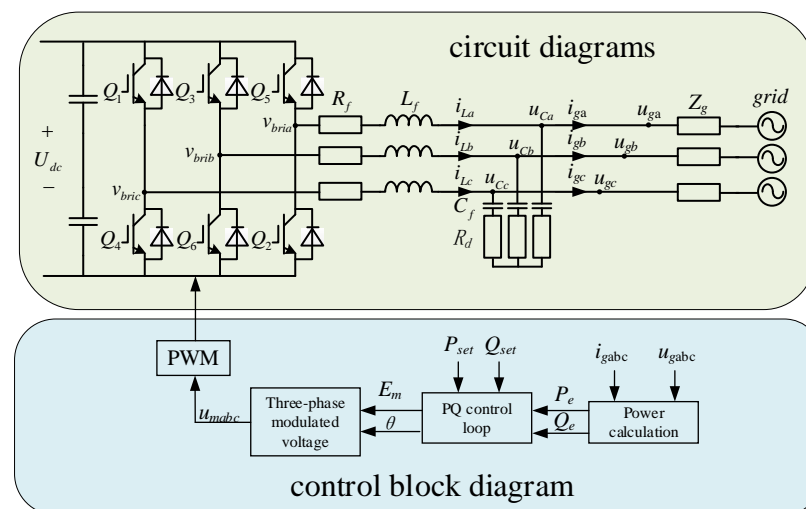 circuit diagrams
Q1 Q3 Q5
Rf Lf iLa uCa iga uga Zg grid
vbria
+
Udc
−
vbrib iLb uCb igb ugb
vbric iLc uCc igc ugc
Cf
Rd
Q4 Q6 Q2
PWM
Pset Qset
igabc ugabc
umabc
Three-phase
modulated
voltage
Em
θ
PQ control
loop
Pe
Qe
Power
calculation
control block diagram